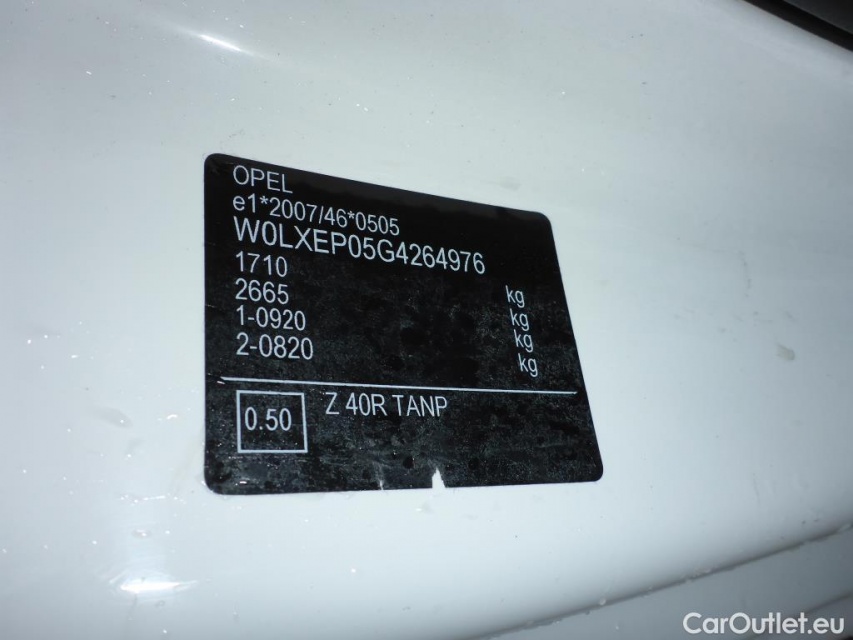 OPEL
e1*2007/46*0505
W0LXEP05G4264976
1710 kg
2665 kg
1-0920 kg
2-0820 kg
0.50 Z 40R TANP
CarOutlet.eu